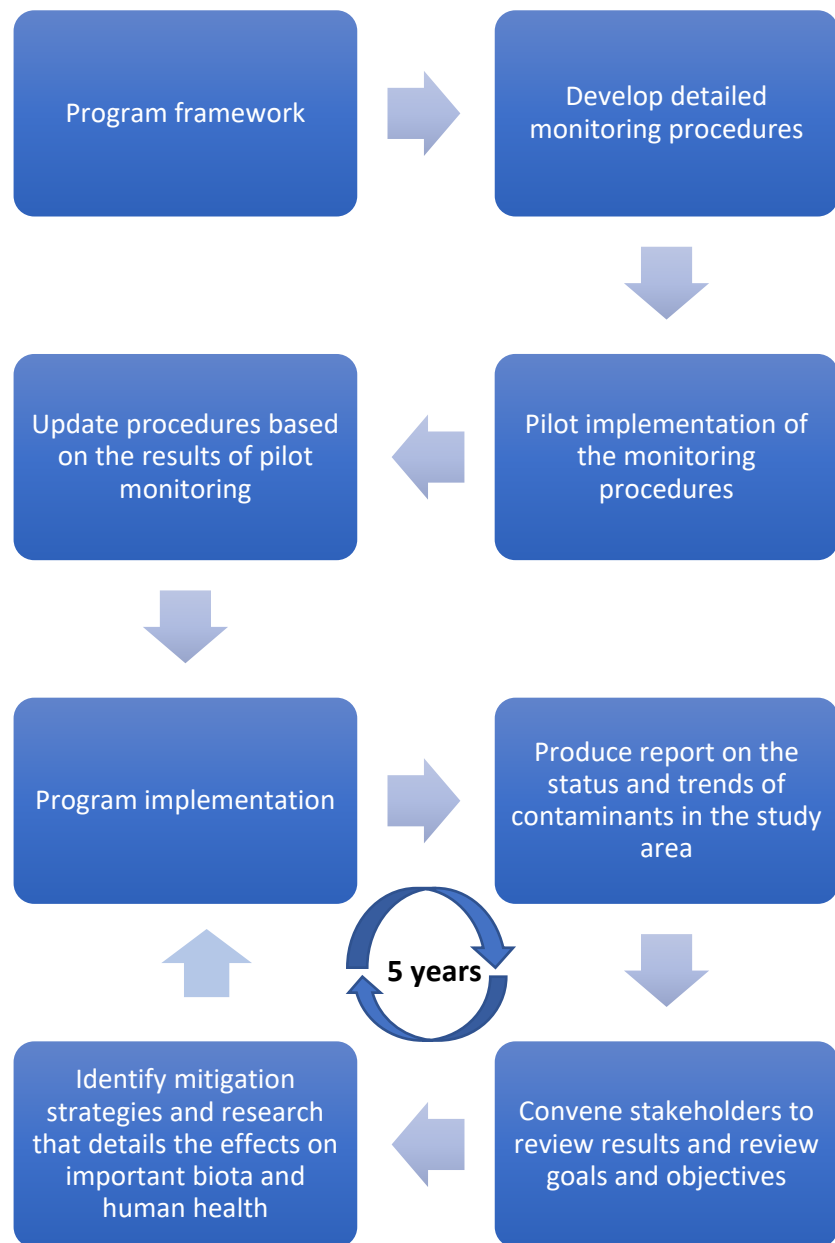 Program framework
Develop detailed
monitoring procedures
Pilot implementation of
the monitoring
procedures
Update procedures based
on the results of pilot
monitoring
Program implementation
Produce report on the
status and trends of
contaminants in the study
area
5 years
Convene stakeholders to
review results and review
goals and objectives
Identify mitigation
strategies and research
that details the effects on
important biota and
human health